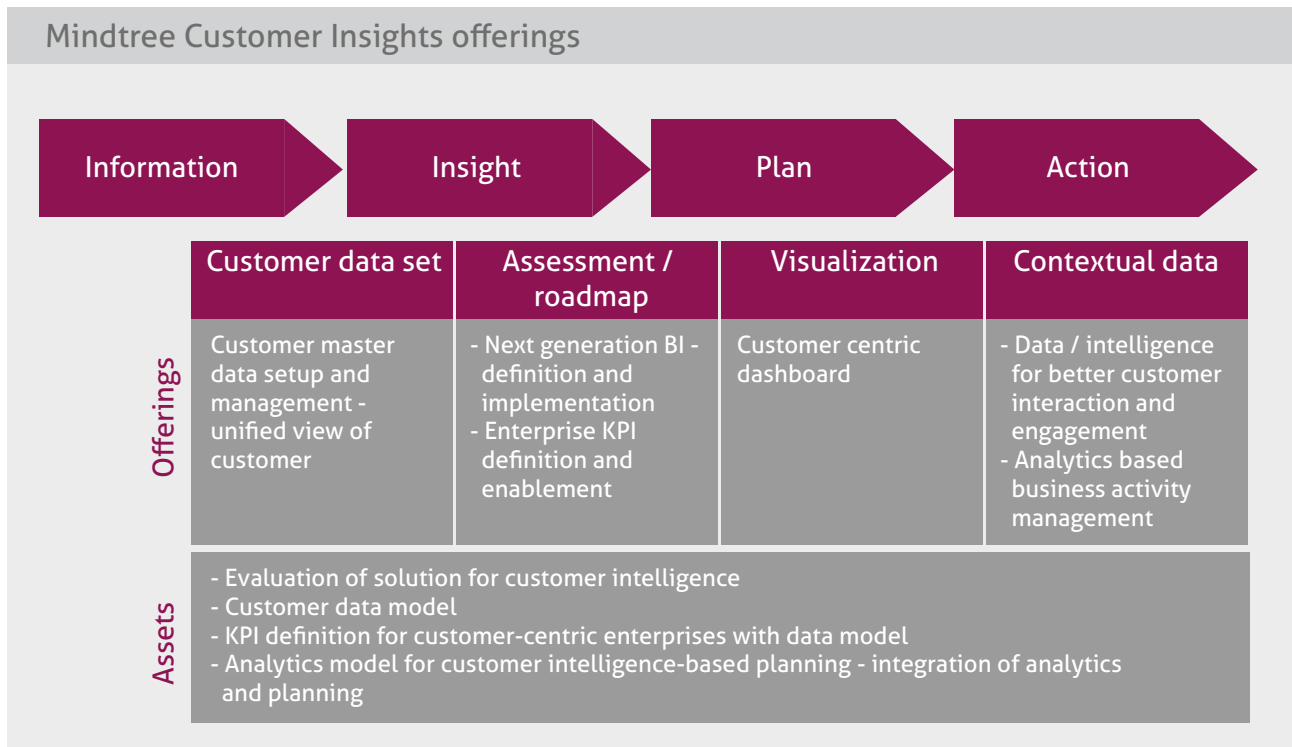 Mindtree Customer Insights offerings
Information
Insight
Plan
Action
Customer data set
Assessment /
roadmap
Visualization
Contextual data
Offerings
Customer master
data setup and
management -
unified view of
customer
- Next generation BI -
definition and
implementation
- Enterprise KPI
definition and
enablement
Customer centric
dashboard
- Data / intelligence
for better customer
interaction and
engagement
- Analytics based
business activity
management
Assets
- Evaluation of solution for customer intelligence
- Customer data model
- KPI definition for customer-centric enterprises with data model
- Analytics model for customer intelligence-based planning - integration of analytics
and planning